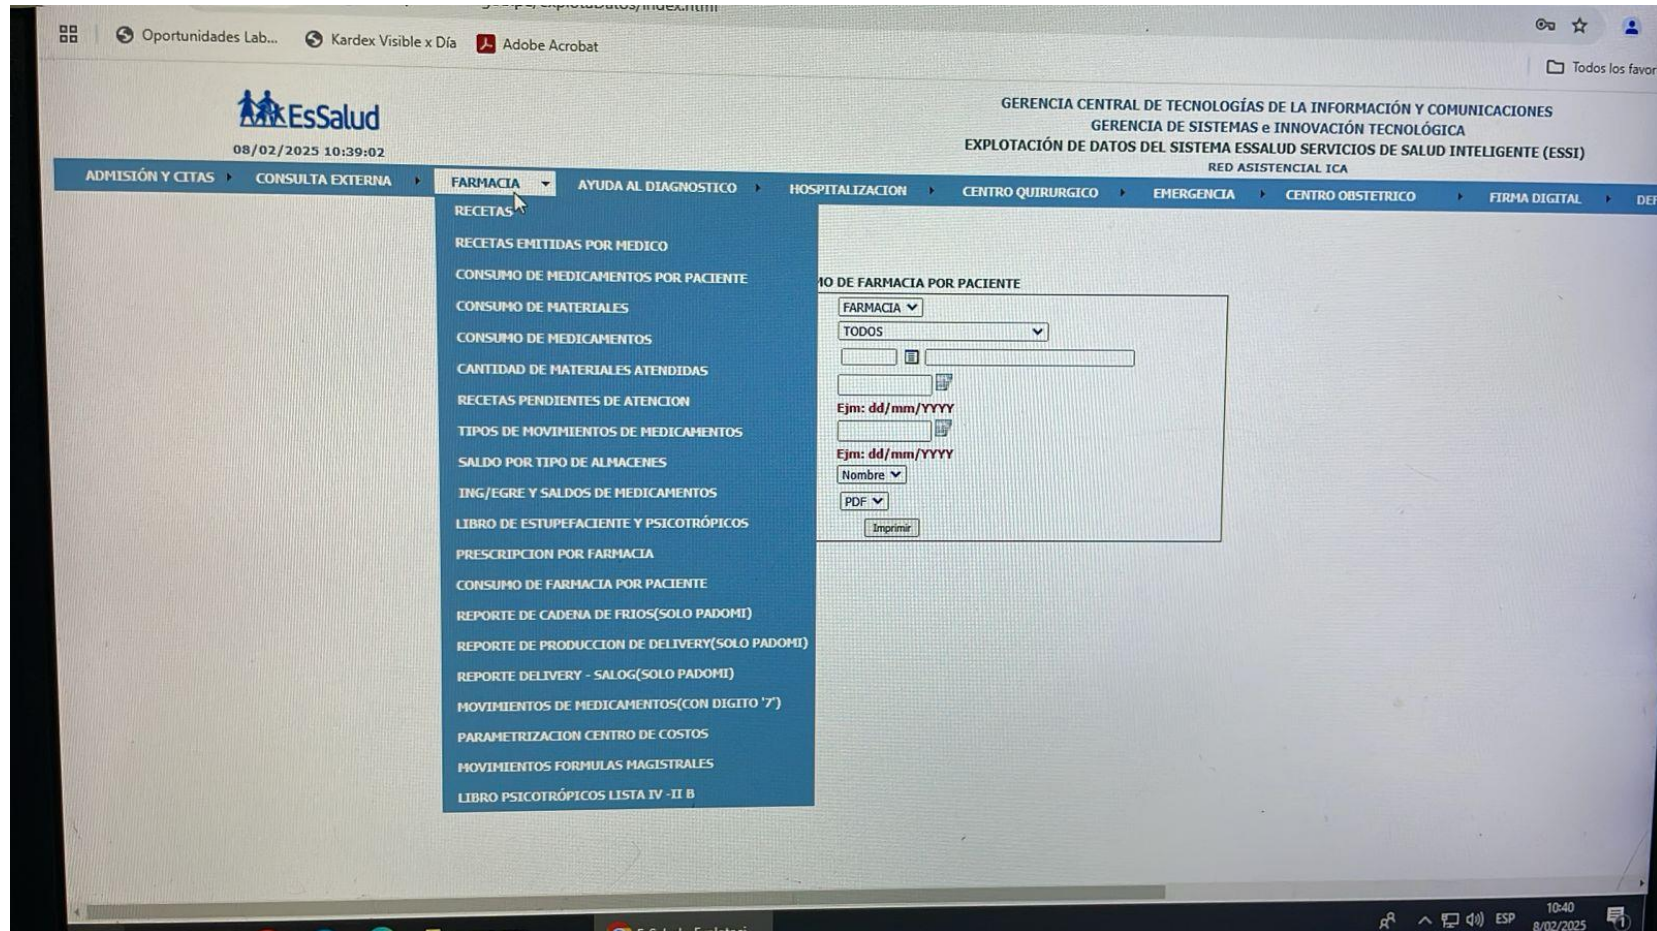 Oportunidades Lab...
Kardex Visible x Día
Adobe Acrobat
Todos los favor
EsSalud
08/02/2025 10:39:02
GERENCIA CENTRAL DE TECNOLOGÍAS DE LA INFORMACIÓN Y COMUNICACIONES
GERENCIA DE SISTEMAS e INNOVACIÓN TECNOLÓGICA
EXPLOTACIÓN DE DATOS DEL SISTEMA ESSALUD SERVICIOS DE SALUD INTELIGENTE (ESSI)
RED ASISTENCIAL ICA
ADMISIÓN Y CITAS CONSULTA EXTERNA FARMACIA AYUDA AL DIAGNOSTICO HOSPITALIZACION CENTRO QUIRURGICO EMERGENCIA CENTRO OBSTETRICO FIRMA DIGITAL
RECETAS
RECETAS EMITIDAS POR MEDICO
CONSUMO DE MEDICAMENTOS POR PACIENTE
CONSUMO DE MATERIALES
CONSUMO DE MEDICAMENTOS
CANTIDAD DE MATERIALES ATENDIDAS
RECETAS PENDIENTES DE ATENCION
TIPOS DE MOVIMIENTOS DE MEDICAMENTOS
SALDO POR TIPO DE ALMACENES
ING/EGRE Y SALDOS DE MEDICAMENTOS
LIBRO DE ESTUPEFACIENTE Y PSICOTRÓPICOS
PRESCRIPCION POR FARMACIA
CONSUMO DE FARMACIA POR PACIENTE
REPORTE DE CADENA DE FRIOS(SOLO PADOMI)
REPORTE DE PRODUCCION DE DELIVERY(SOLO PADOMI)
REPORTE DELIVERY - SALOG(SOLO PADOMI)
MOVIMIENTOS DE MEDICAMENTOS(CON DIGITO '7')
PARAMETRIZACION CENTRO DE COSTOS
MOVIMIENTOS FORMULAS MAGISTRALES
LIBRO PSICOTRÓPICOS LISTA IV -II B
MO DE FARMACIA POR PACIENTE
FARMACIA
TODOS
Ejm: dd/mm/YYYY
Ejm: dd/mm/YYYY
Nombre
PDF
Imprimir
ESP
10:40
8/02/2025